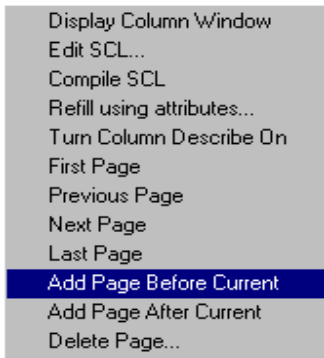 Display Column Window
Edit SCL...
Compile SCL
Refill using attributes...
Turn Column Describe On
First Page
Previous Page
Next Page
Last Page
Add Page Before Current
Add Page After Current
Delete Page...